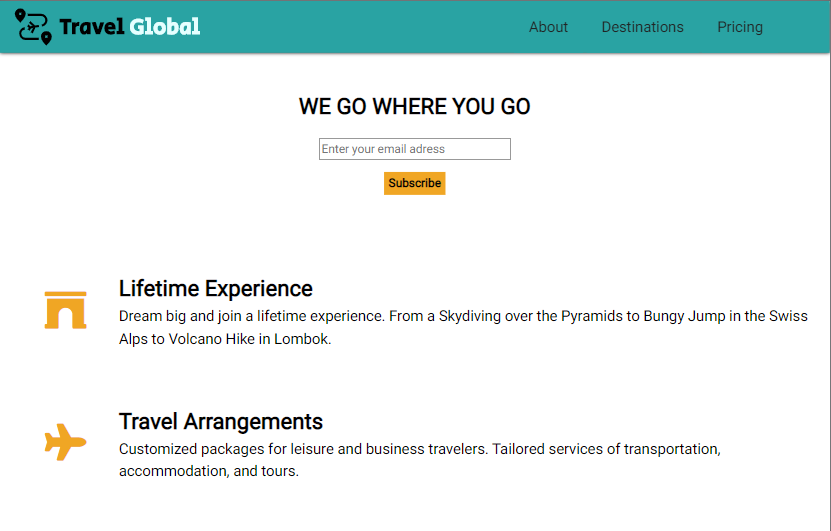 Travel Global
About Destinations Pricing
WE GO WHERE YOU GO
Enter your email adress
Subscribe
Lifetime Experience
Dream big and join a lifetime experience. From a Skydiving over the Pyramids to Bungy Jump in the Swiss
Alps to Volcano Hike in Lombok.
Travel Arrangements
Customized packages for leisure and business travelers. Tailored services of transportation,
accommodation, and tours.